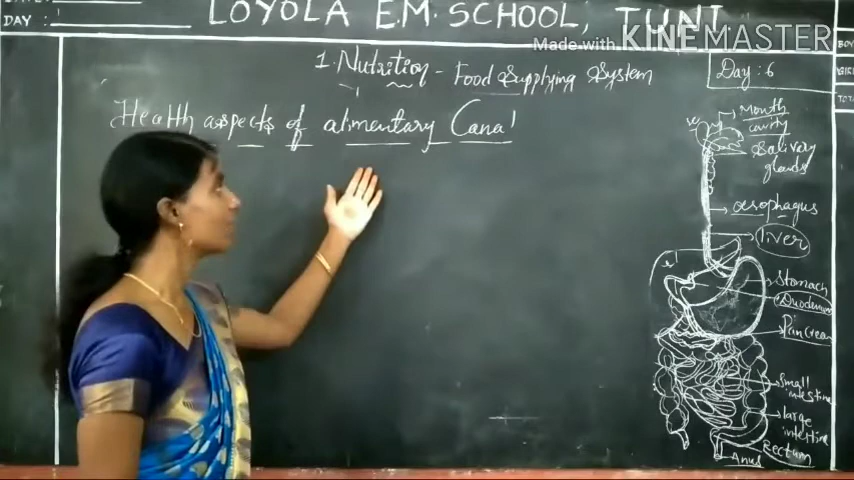 LOYOLA E.M. SCHOOL, TUNI
Made with KINEMASTER
DAY :
1. Nutrition - Food Supplying System
Day : 6
Health aspects of alimentary Canal
Mouth
cavity
Salivary
glands
oesophagus
liver
Stomach
Duodenum
Pancreas
Small
intestine
large
intestine
Rectum
Anus